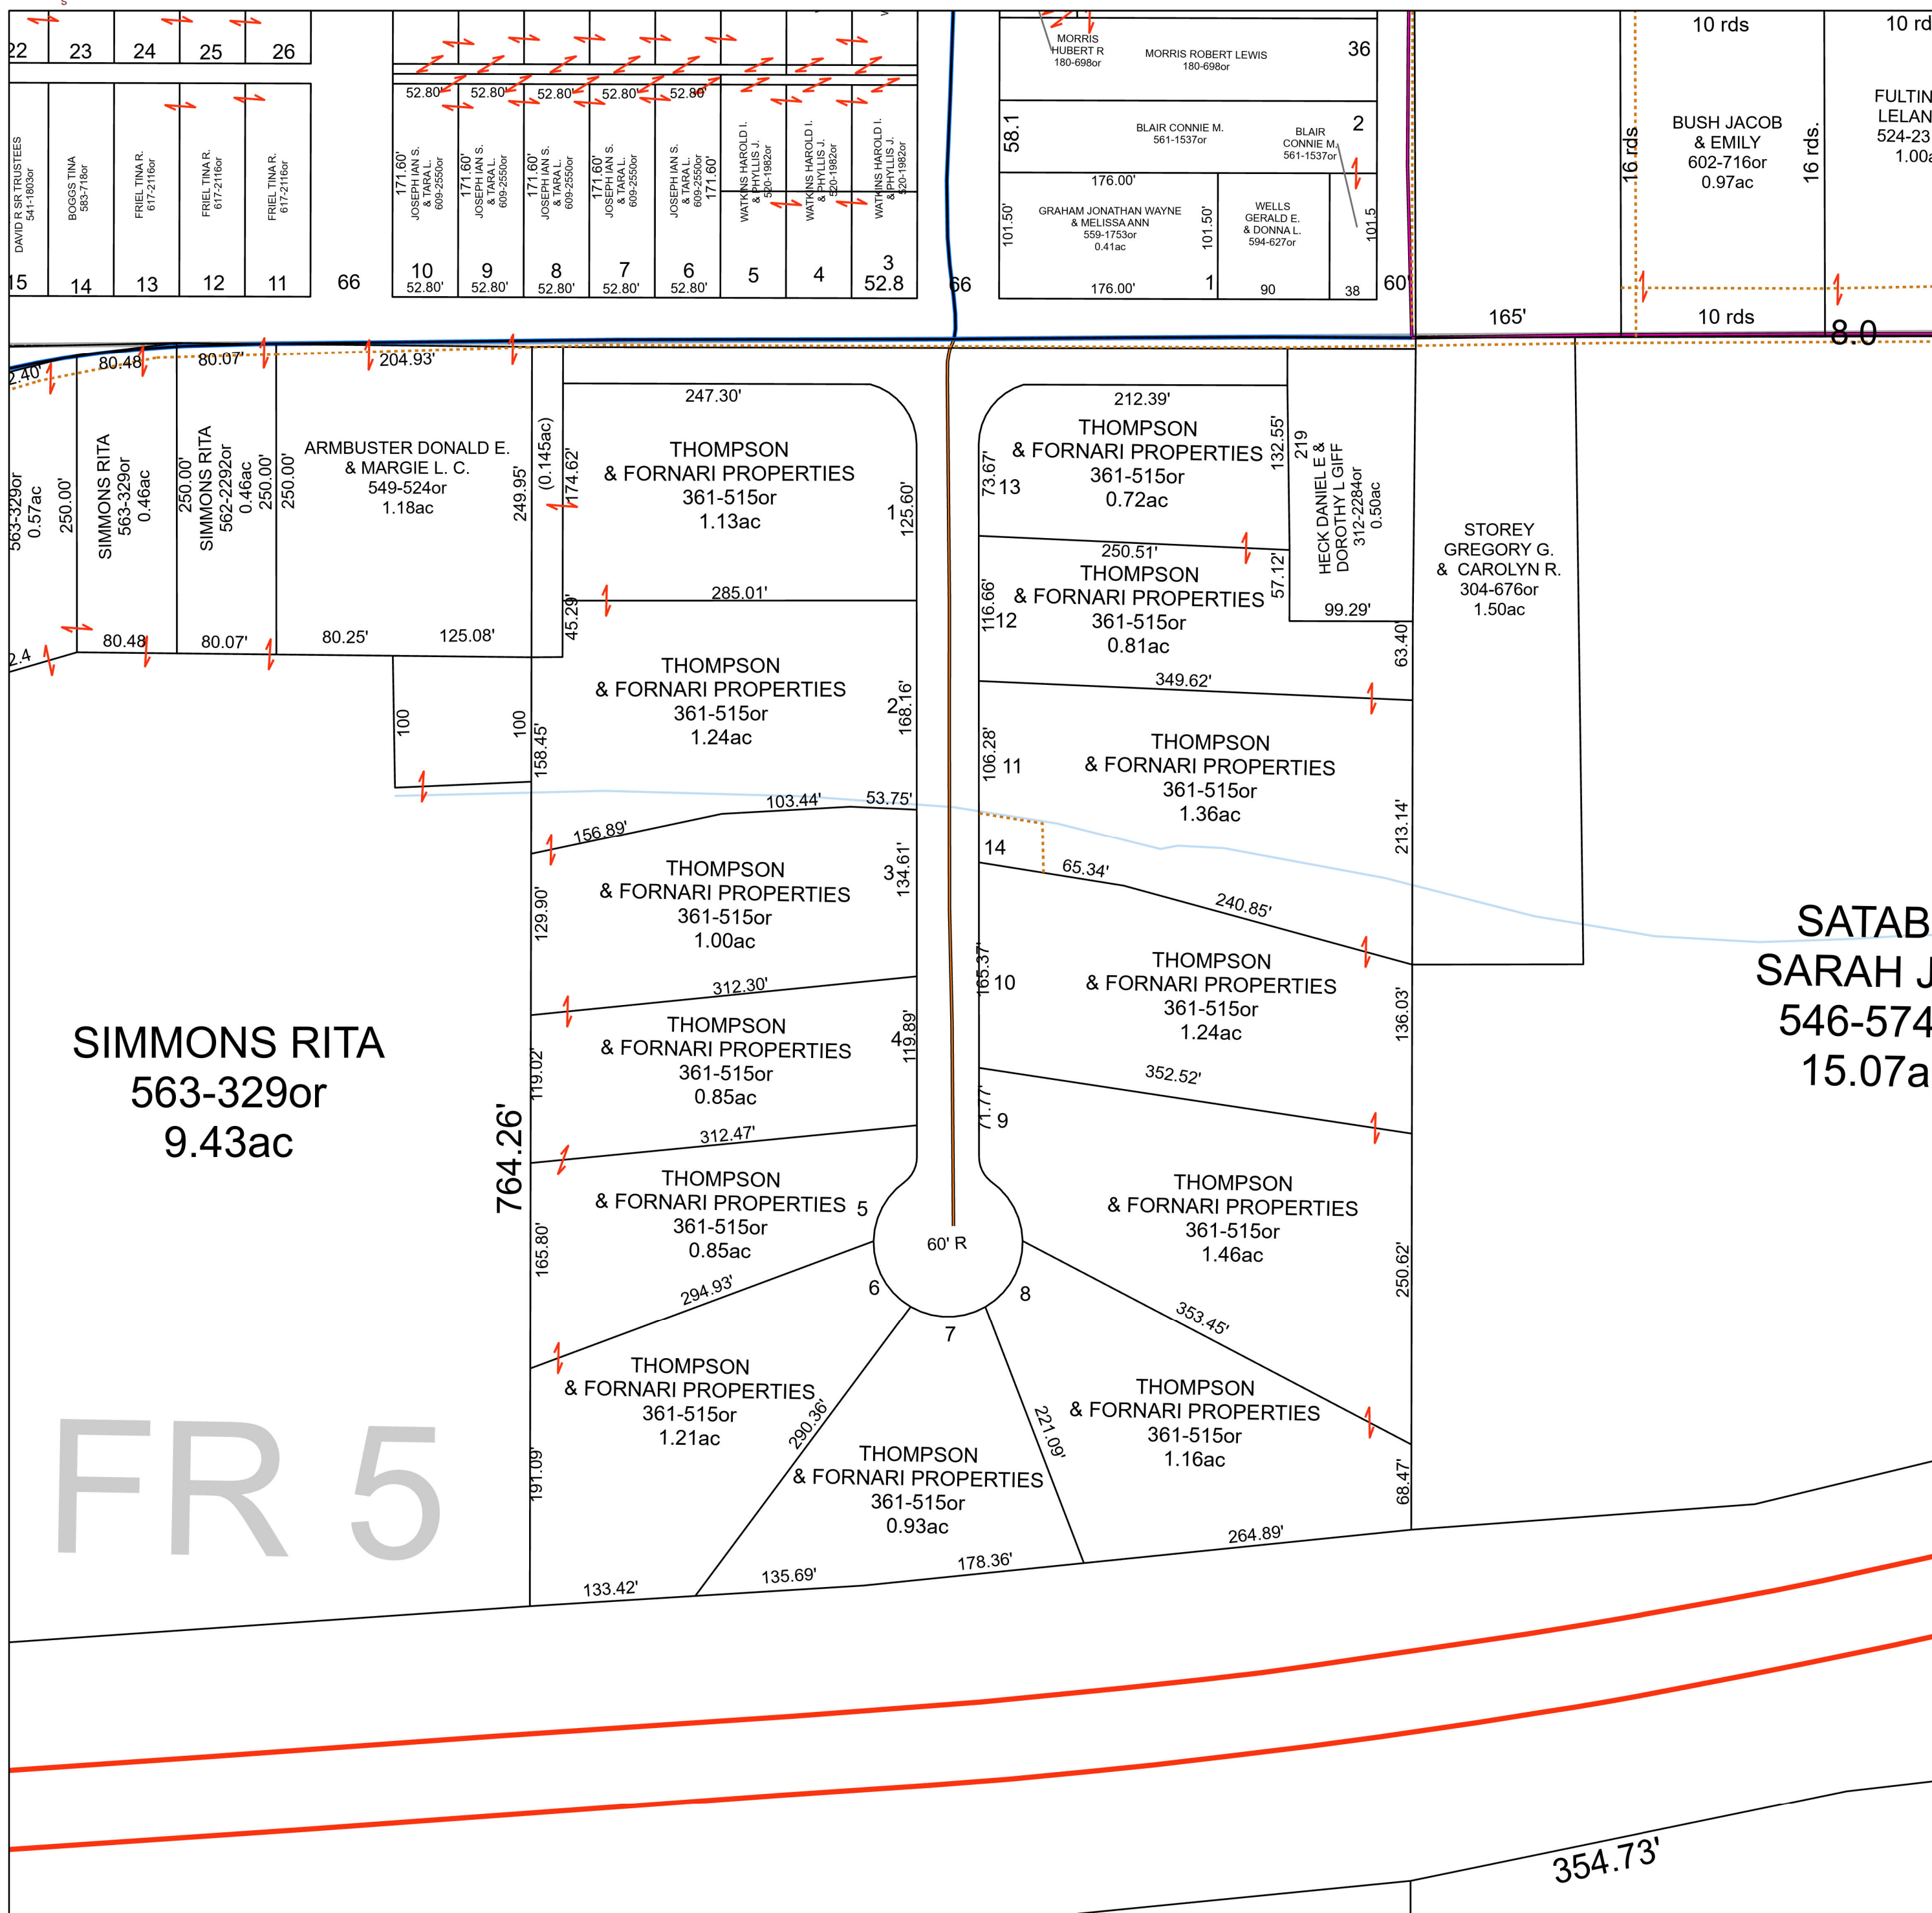 S
22
23
24
25
26
MORRIS
HUBERT R
180-698or
MORRIS ROBERT LEWIS
180-698or
36
10 rds
10 rd
52.80'
52.80'
52.80'
52.80'
52.80'
DAVID R SR TRUSTEES
541-1803or
BOGGS TINA
583-718or
FRIEL TINA R.
617-2116or
FRIEL TINA R.
617-2116or
FRIEL TINA R.
617-2116or
171.60'
JOSEPH IAN S.
& TARA L.
609-2550or
171.60'
JOSEPH IAN S.
& TARA L.
609-2550or
171.60'
JOSEPH IAN S.
& TARA L.
609-2550or
171.60'
JOSEPH IAN S.
& TARA L.
609-2550or
JOSEPH IAN S.
& TARA L.
609-2550or
171.60'
WATKINS HAROLD I.
& PHYLLIS J.
520-1982or
WATKINS HAROLD I.
& PHYLLIS J.
520-1982or
WATKINS HAROLD I.
& PHYLLIS J.
520-1982or
15
14
13
12
11
66
10
52.80'
9
52.80'
8
52.80'
7
52.80'
6
52.80'
5
4
3
52.8
66
58.1
BLAIR CONNIE M.
561-1537or
BLAIR
CONNIE M.
561-1537or
2
176.00'
101.50'
GRAHAM JONATHAN WAYNE
& MELISSA ANN
559-1753or
0.41ac
101.50'
WELLS
GERALD E.
& DONNA L.
594-627or
101.5
176.00'
1
90
38
60'
165'
16 rds
BUSH JACOB
& EMILY
602-716or
0.97ac
16 rds.
FULTIN
LELAN
524-23
1.00a
10 rds
8.0
2.40'
80.48'
80.07'
204.93'
563-329or
0.57ac
250.00'
SIMMONS RITA
563-329or
0.46ac
250.00'
SIMMONS RITA
562-2292or
0.46ac
250.00'
250.00'
ARMBUSTER DONALD E.
& MARGIE L. C.
549-524or
1.18ac
249.95'
(0.145ac)
174.62'
45.29'
2.4
80.48'
80.07'
80.25'
125.08'
100
100
247.30'
THOMPSON
& FORNARI PROPERTIES
361-515or
1.13ac
1
125.60'
285.01'
THOMPSON
& FORNARI PROPERTIES
361-515or
1.24ac
2
168.16'
158.45'
156.89'
103.44'
53.75'
THOMPSON
& FORNARI PROPERTIES
361-515or
1.00ac
3
134.61'
129.90'
312.30'
THOMPSON
& FORNARI PROPERTIES
361-515or
0.85ac
4
119.89'
119.02'
312.47'
THOMPSON
& FORNARI PROPERTIES
361-515or
0.85ac
5
165.80'
764.26'
294.93'
60' R
6
7
8
THOMPSON
& FORNARI PROPERTIES
361-515or
1.21ac
191.09'
290.36'
THOMPSON
& FORNARI PROPERTIES
361-515or
0.93ac
221.09'
133.42'
135.69'
178.36'
264.89'
212.39'
THOMPSON
& FORNARI PROPERTIES
361-515or
0.72ac
73.67'
13
132.55'
219
HECK DANIEL E &
DOROTHY L GIFF
312-2284or
0.50ac
250.51'
THOMPSON
& FORNARI PROPERTIES
361-515or
0.81ac
116.66'
12
57.12'
99.29'
63.40'
349.62'
THOMPSON
& FORNARI PROPERTIES
361-515or
1.36ac
106.28'
11
213.14'
14
65.34'
240.85'
THOMPSON
& FORNARI PROPERTIES
361-515or
1.24ac
165.37'
10
136.03'
352.52'
71.77'
9
THOMPSON
& FORNARI PROPERTIES
361-515or
1.46ac
250.62'
353.45'
THOMPSON
& FORNARI PROPERTIES
361-515or
1.16ac
68.47'
STOREY
GREGORY G.
& CAROLYN R.
304-676or
1.50ac
SATAB
SARAH J
546-574
15.07a
SIMMONS RITA
563-329or
9.43ac
FR 5
354.73'